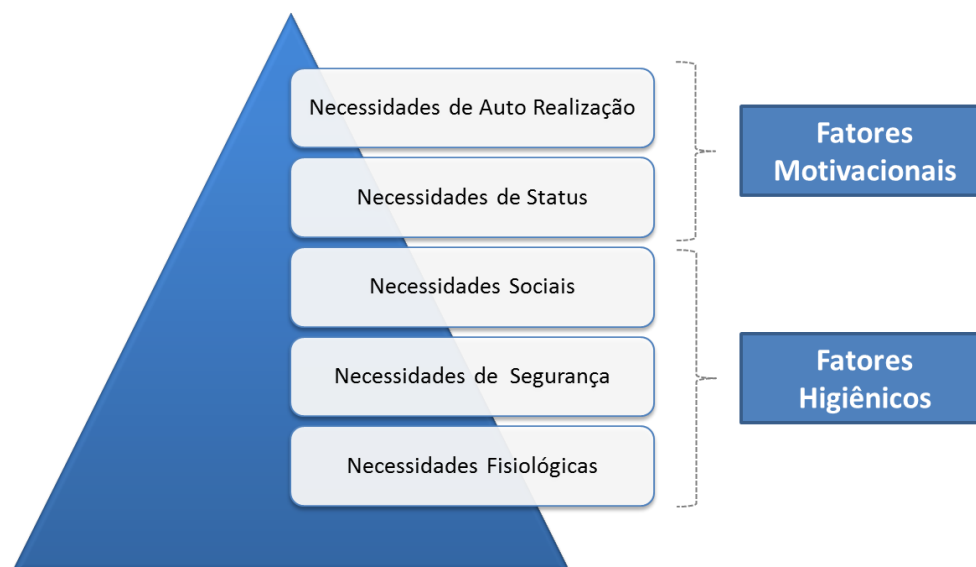 Necessidades de Auto Realização
Necessidades de Status
Necessidades Sociais
Necessidades de Segurança
Necessidades Fisiológicas
Fatores
Motivacionais
Fatores
Higiênicos